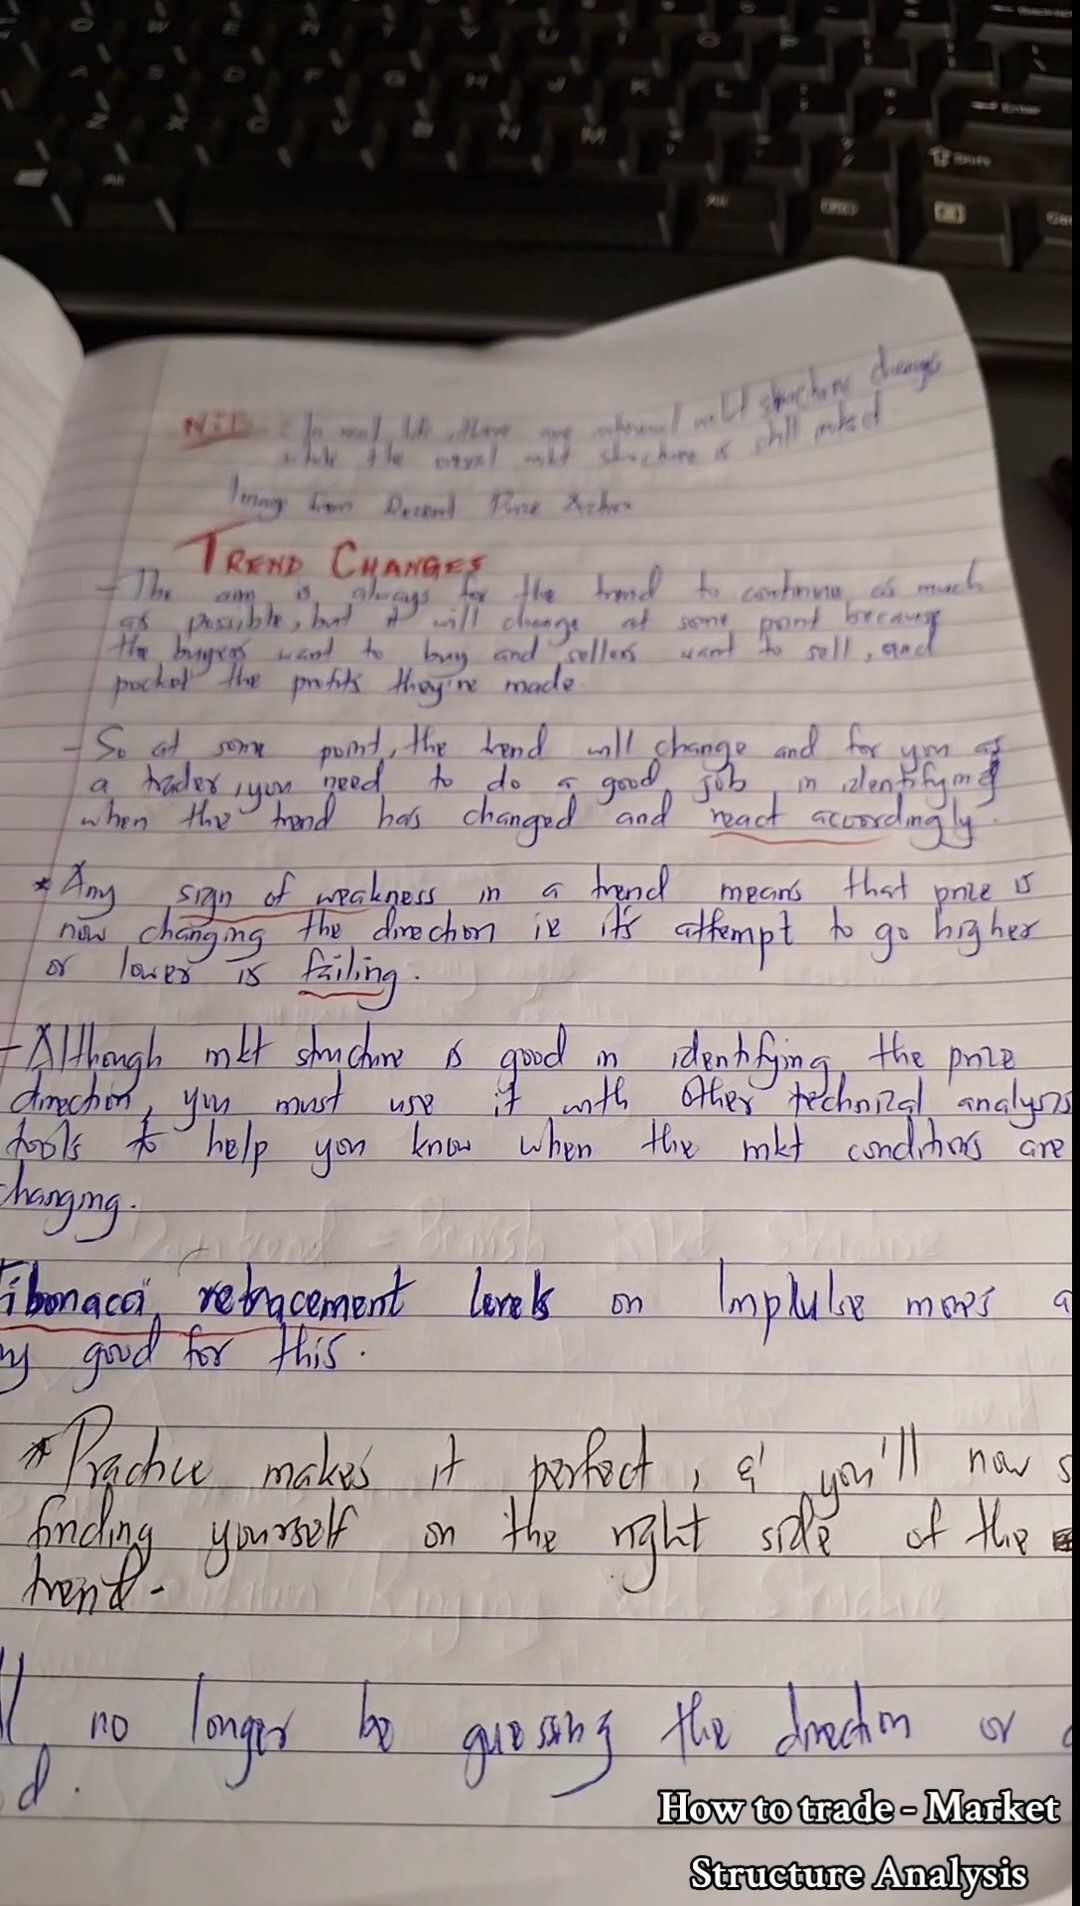 N:B : In real life, there are internal mkt structure changes
while the overal mkt structure is still intact
Image from Decent Price Action
TREND CHANGES
- The aim is always for the trend to continue as much
as possible, but it will change at some point because
the buyers want to buy and sellers want to sell, and
pocket the profits they're made.
- So at some point, the trend will change and for you as
a trader, you need to do a good job in identifying
when the trend has changed and react accordingly.
* Any sign of weakness in a trend means that price is
now changing the direction ie it's attempt to go higher
or lower is failing.
- Although mkt structure is good in identifying the price
direction, you must use it with other technical analysis
tools to help you know when the mkt conditions are
changing.
Fibonacci retracement levels on Implulse moves
good for this.
* Practice makes it perfect, & you'll now
finding yourself on the right side of the
trend.
no longer be guessing the direction or
How to trade - Market
Structure Analysis